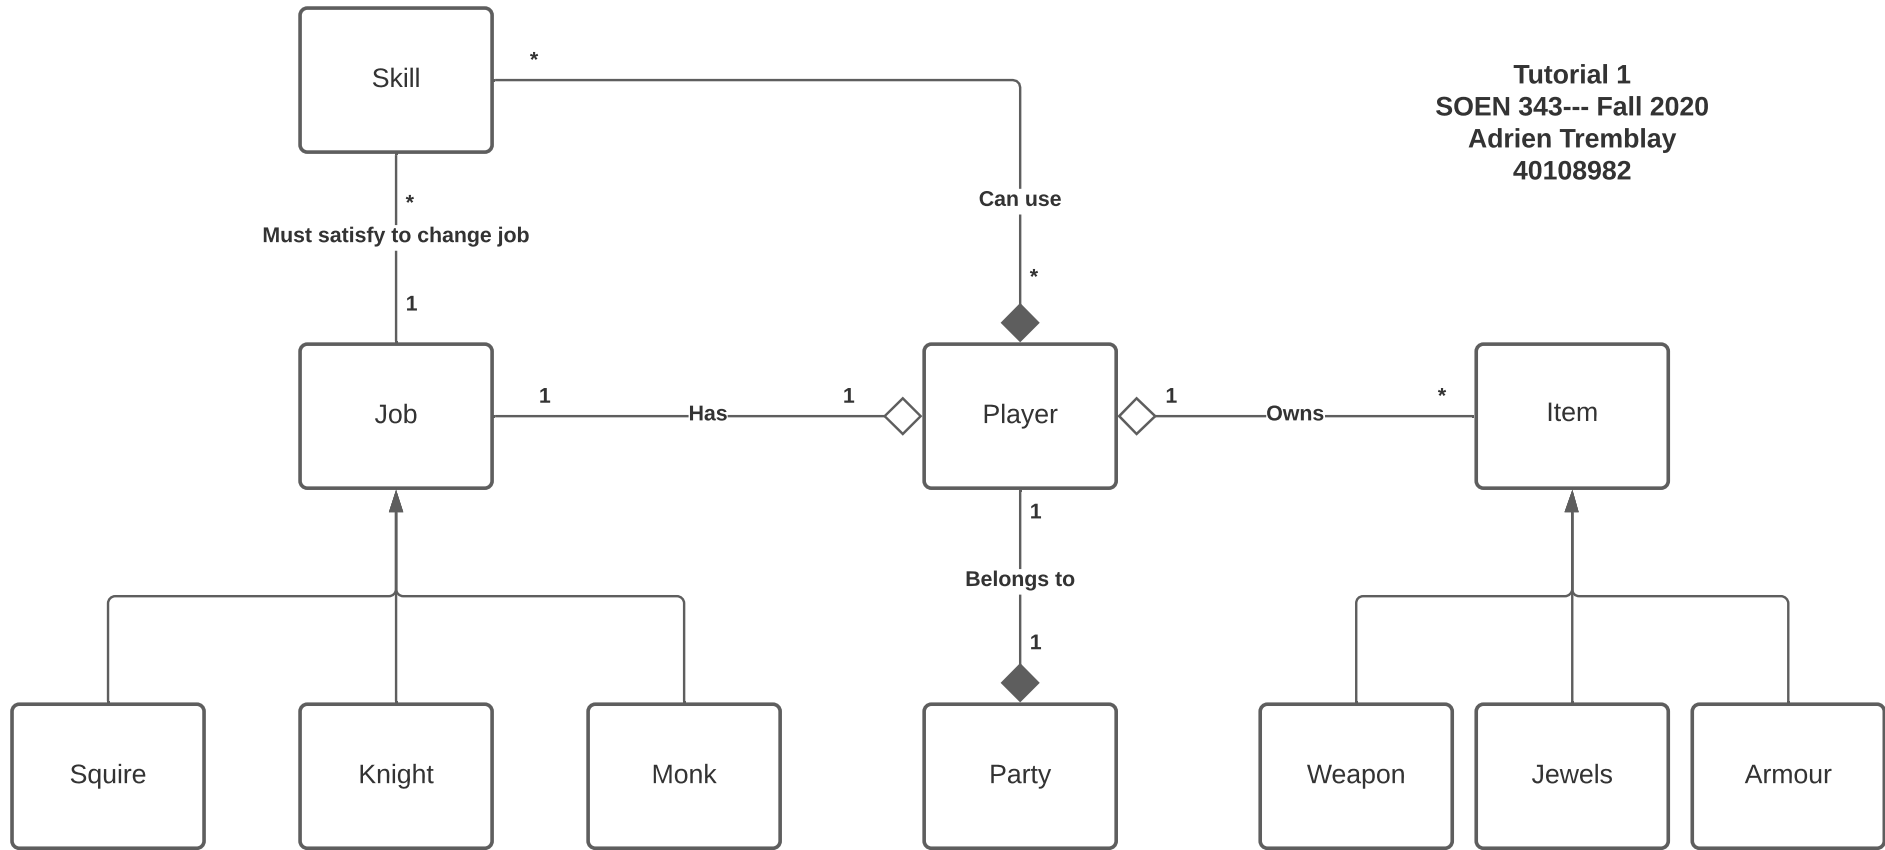 Skill
*
Tutorial 1
SOEN 343--- Fall 2020
Adrien Tremblay
40108982
*
Must satisfy to change job
1
Can use
*
Job
1
Has
1
Player
1
Owns
*
Item
1
Belongs to
1
Squire
Knight
Monk
Party
Weapon
Jewels
Armour